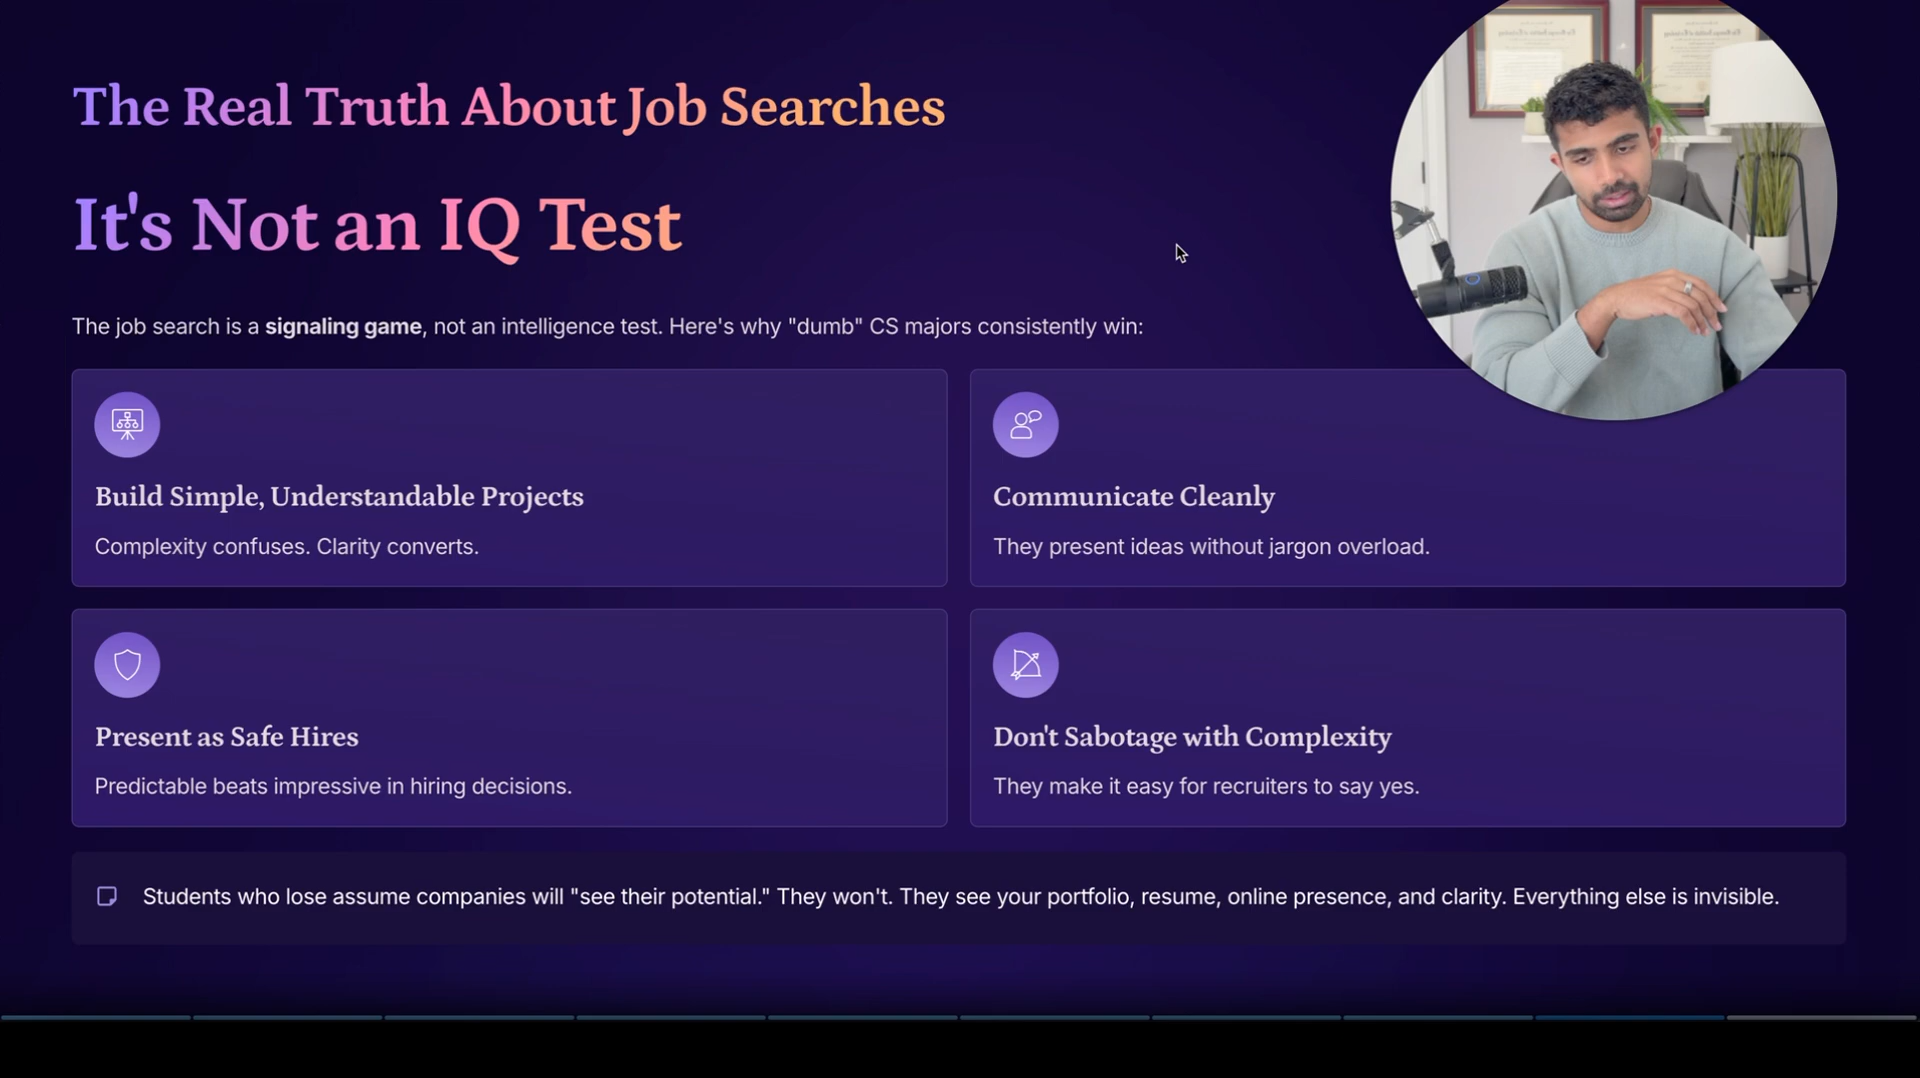 The Real Truth About Job Searches
It's Not an IQ Test
The job search is a signaling game, not an intelligence test. Here's why "dumb" CS majors consistently win:
Build Simple, Understandable Projects
Complexity confuses. Clarity converts.
Communicate Cleanly
They present ideas without jargon overload.
Present as Safe Hires
Predictable beats impressive in hiring decisions.
Don't Sabotage with Complexity
They make it easy for recruiters to say yes.
Students who lose assume companies will "see their potential." They won't. They see your portfolio, resume, online presence, and clarity. Everything else is invisible.